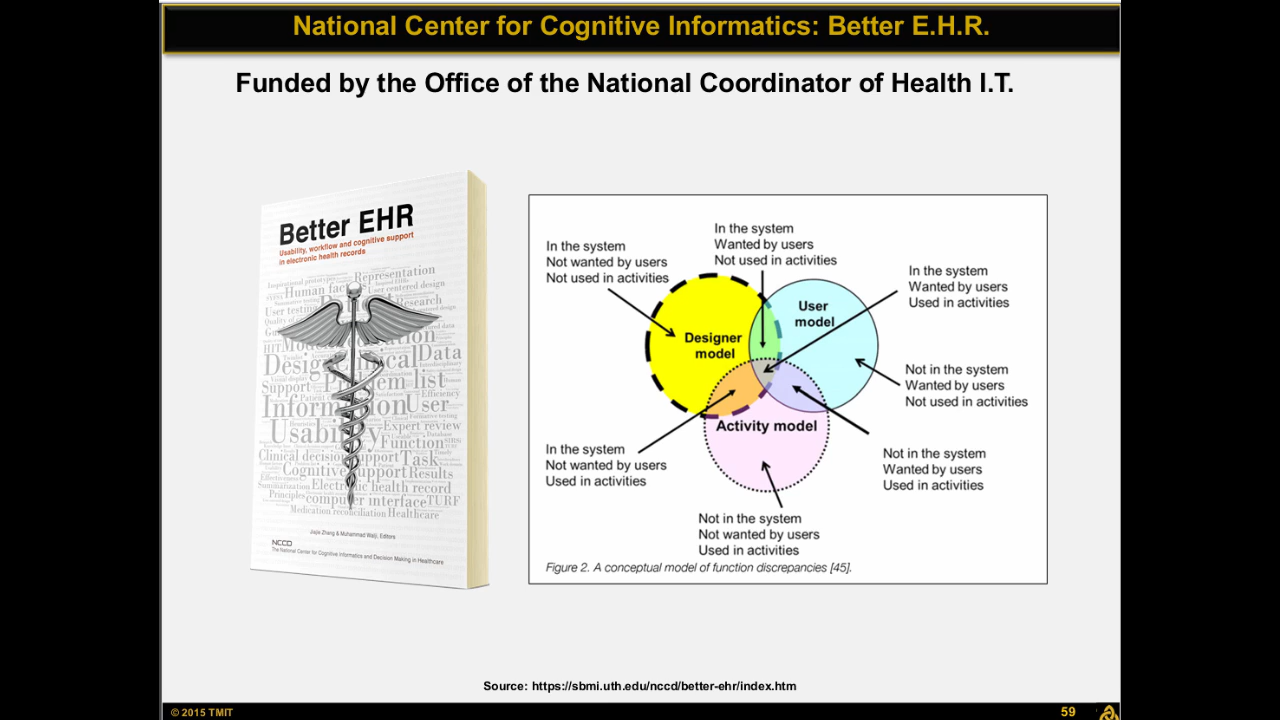 National Center for Cognitive Informatics: Better E.H.R.
Funded by the Office of the National Coordinator of Health I.T.
Better EHR
Usability, workflow and cognitive support
in electronic health records
Representation
Human
User centered design
Research
User testing
Data
Support
Problem list
Efficiency
Information
User
Usability
Expert review
Function
Clinical decision support
Task
Cognitive Support
Results
Electronic health record
Summarization
Principles
computer interface
TURF
Medication reconciliation
Healthcare
Jiajie Zhang & Muhammad Walji, Editors
NCCD
The National Center for Cognitive Informatics and Decision Making in Healthcare
In the system
Not wanted by users
Not used in activities
In the system
Wanted by users
Not used in activities
In the system
Wanted by users
Used in activities
User
model
Designer
model
Not in the system
Wanted by users
Not used in activities
Activity model
In the system
Not wanted by users
Used in activities
Not in the system
Wanted by users
Used in activities
Not in the system
Not wanted by users
Used in activities
Figure 2. A conceptual model of function discrepancies [45].
Source: https://sbmi.uth.edu/nccd/better-ehr/index.htm
© 2015 TMIT
59